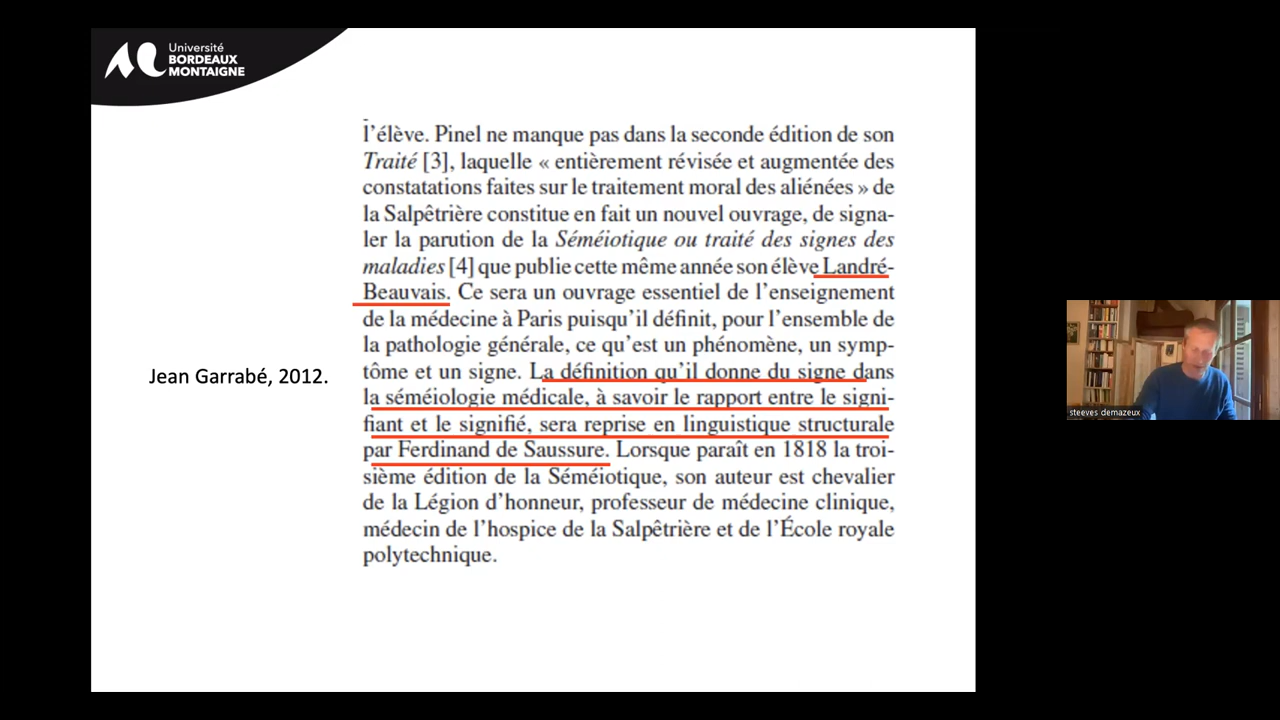 Université
BORDEAUX
MONTAIGNE
l’élève. Pinel ne manque pas dans la seconde édition de son
Traité [3], laquelle « entièrement révisée et augmentée des
constatations faites sur le traitement moral des aliénées » de
la Salpêtrière constitue en fait un nouvel ouvrage, de signa-
ler la parution de la Séméiotique ou traité des signes des
maladies [4] que publie cette même année son élève Landré-
Beauvais. Ce sera un ouvrage essentiel de l’enseignement
de la médecine à Paris puisqu’il définit, pour l’ensemble de
la pathologie générale, ce qu’est un phénomène, un symp-
tôme et un signe. La définition qu’il donne du signe dans
la séméiologie médicale, à savoir le rapport entre le signi-
fiant et le signifié, sera reprise en linguistique structurale
par Ferdinand de Saussure. Lorsque paraît en 1818 la troi-
sième édition de la Séméiotique, son auteur est chevalier
de la Légion d’honneur, professeur de médecine clinique,
médecin de l’hospice de la Salpêtrière et de l’École royale
polytechnique.
Jean Garrabé, 2012.
steeves demazeux